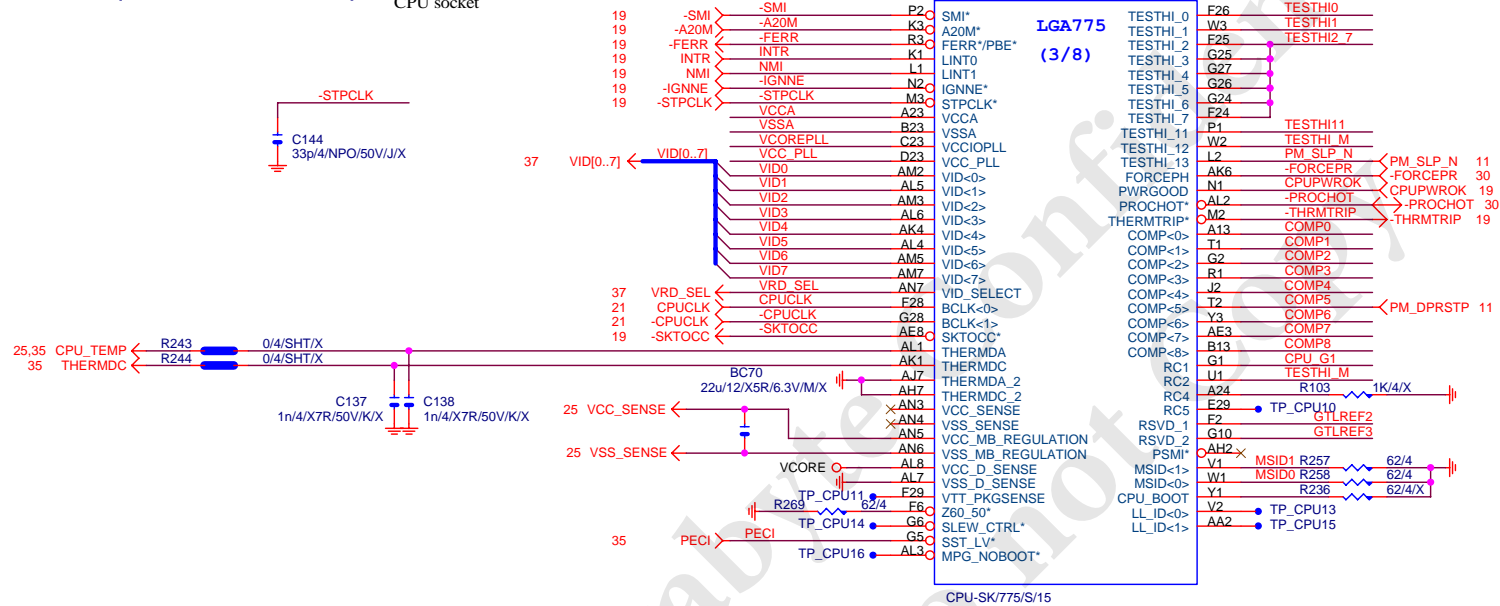 CPU socket
LGA775
(3/8)
19 -SMI -SMI P2 SMI*
19 -A20M -A20M K3 A20M*
19 -FERR -FERR R3 FERR*/PBE*
19 INTR INTR K1 LINT0
19 NMI NMI L1 LINT1
19 -IGNNE -IGNNE N2 IGNNE*
19 -STPCLK -STPCLK M3 STPCLK*
VCCA A23 VCCA
VSSA B23 VSSA
VCOREPLL C23 VCCIOPLL
VCC_PLL D23 VCC_PLL
37 VID[0..7] VID[0..7]
VID0 AM2 VID<0>
VID1 AL5 VID<1>
VID2 AM3 VID<2>
VID3 AL6 VID<3>
VID4 AK4 VID<4>
VID5 AL4 VID<5>
VID6 AM5 VID<6>
VID7 AM7 VID<7>
37 VRD_SEL VRD_SEL AN7 VID_SELECT
21 CPUCLK CPUCLK F28 BCLK<0>
21 -CPUCLK -CPUCLK G28 BCLK<1>
19 -SKTOCC -SKTOCC AE8 SKTOCC*
-STPCLK
C144
33p/4/NPO/50V/J/X
25,35 CPU_TEMP R243 0/4/SHT/X AL1 THERMDA
35 THERMDC R244 0/4/SHT/X AK1 THERMDC
AJ7 THERMDA_2
AH7 THERMDC_2
C137
1n/4/X7R/50V/K/X
C138
1n/4/X7R/50V/K/X
BC70
22u/12/X5R/6.3V/M/X
AN3 VCC_SENSE
AN4 VSS_SENSE
25 VCC_SENSE AN5 VCC_MB_REGULATION
25 VSS_SENSE AN6 VSS_MB_REGULATION
VCORE AL8 VCC_D_SENSE
AL7 VSS_D_SENSE
TP_CPU11 F29 VTT_PKGSENSE
R269 62/4 F6 Z60_50*
TP_CPU14 G6 SLEW_CTRL*
35 PECI PECI G5 SST_LV*
TP_CPU16 AL3 MPG_NOBOOT*
TESTHI_0 F26 TESTHI0
TESTHI_1 W3 TESTHI1
TESTHI_2 F25 TESTHI2_7
TESTHI_3 G25
TESTHI_4 G27
TESTHI_5 G26
TESTHI_6 G24
TESTHI_7 F24
TESTHI_11 P1 TESTHI11
TESTHI_12 W2 TESTHI_M
TESTHI_13 L2 PM_SLP_N PM_SLP_N 11
FORCEPH AK6 -FORCEPR -FORCEPR 30
PWRGOOD N1 CPUPWROK CPUPWROK 19
PROCHOT* AL2 -PROCHOT -PROCHOT 30
THERMTRIP* M2 -THRMTRIP -THRMTRIP 19
COMP<0> A13 COMP0
COMP<1> T1 COMP1
COMP<2> G2 COMP2
COMP<3> R1 COMP3
COMP<4> J2 COMP4
COMP<5> T2 COMP5 PM_DPRSTP 11
COMP<6> Y3 COMP6
COMP<7> AE3 COMP7
COMP<8> B13 COMP8
RC1 G1 CPU_G1
RC2 U1 TESTHI_M
RC4 A24 R103 1K/4/X
RC5 E29 TP_CPU10
RSVD_1 F2 GTLREF2
RSVD_2 G10 GTLREF3
PSMI* AH2
MSID<1> V1 MSID1 R257 62/4
MSID<0> W1 MSID0 R258 62/4
CPU_BOOT Y1 R236 62/4/X
LL_ID<0> V2 TP_CPU13
LL_ID<1> AA2 TP_CPU15
CPU-SK/775/S/15